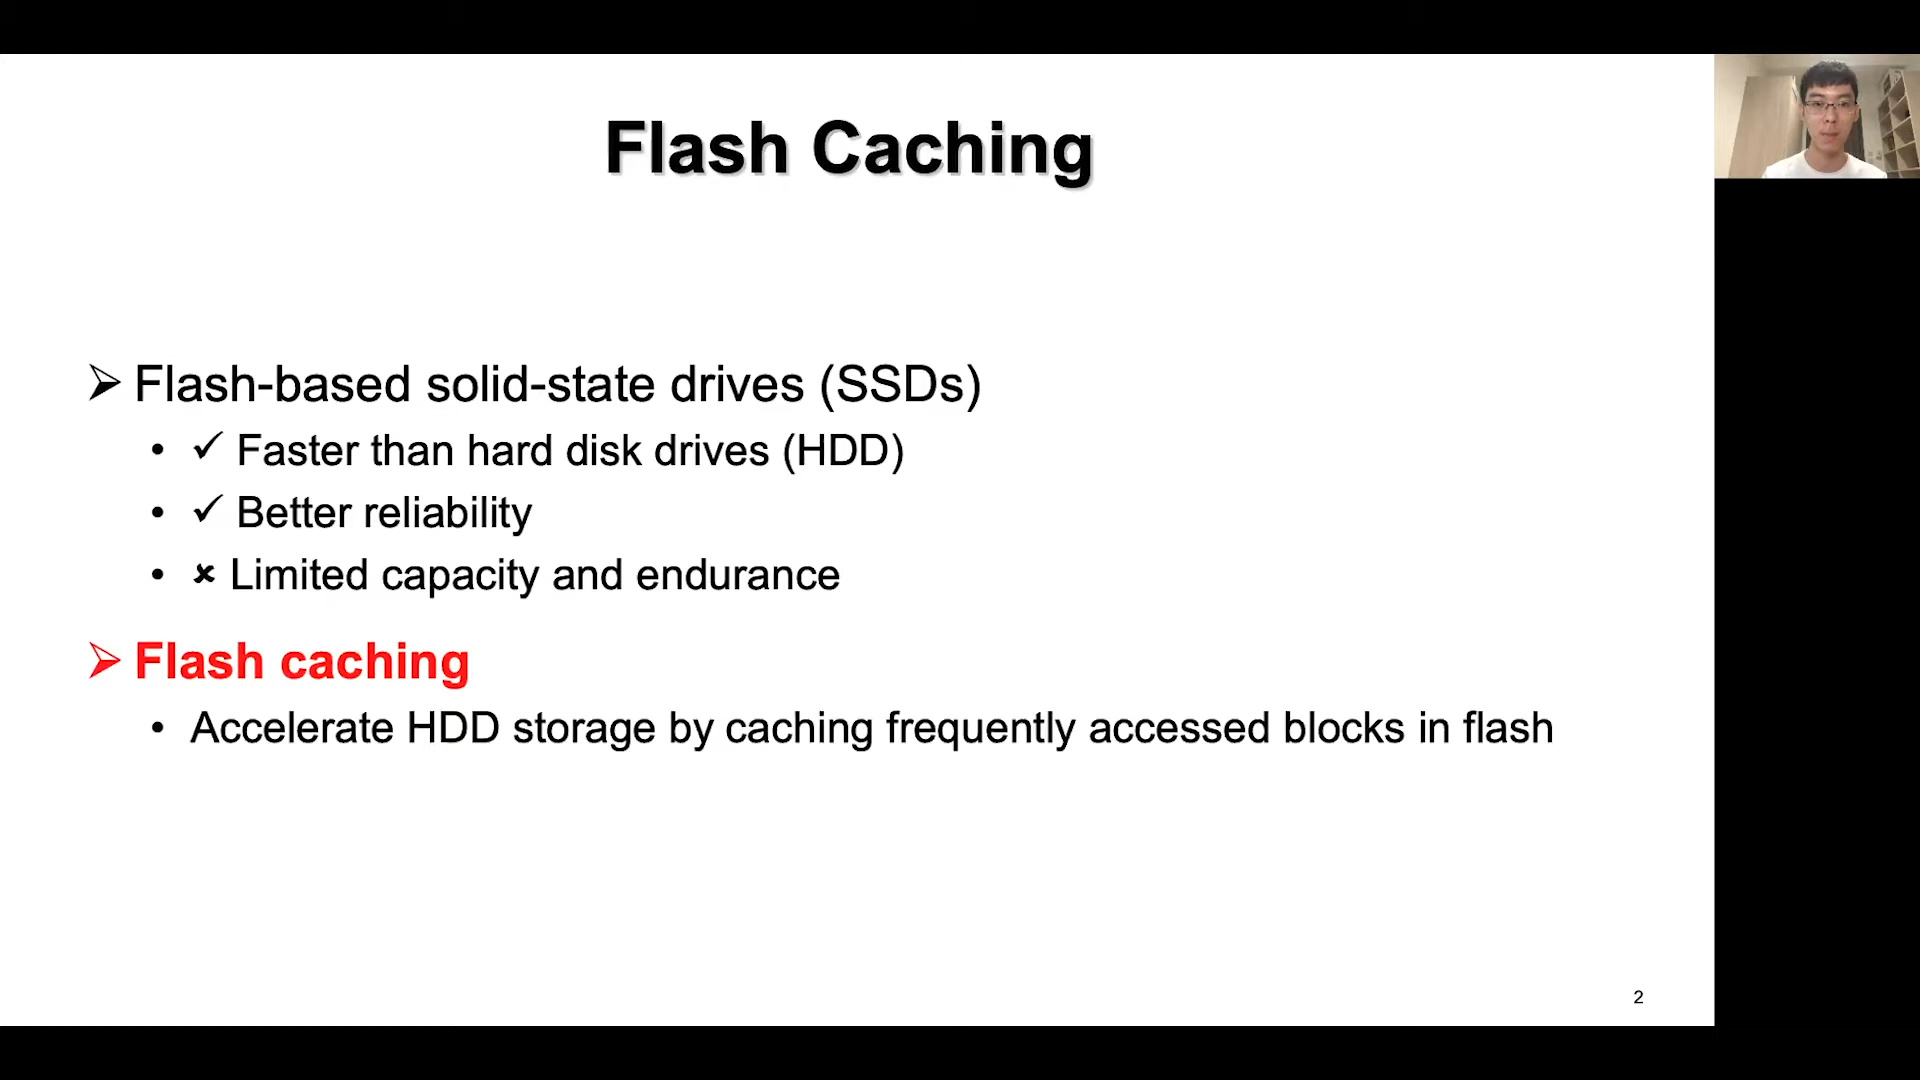 Flash Caching
➢ Flash-based solid-state drives (SSDs)
• ✓ Faster than hard disk drives (HDD)
• ✓ Better reliability
• ✘ Limited capacity and endurance
➢ Flash caching
• Accelerate HDD storage by caching frequently accessed blocks in flash
2